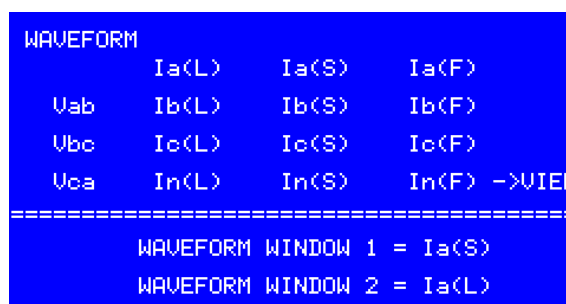 WAVEFORM
Ia(L) Ia(S) Ia(F)
Vab Ib(L) Ib(S) Ib(F)
Vbc Ic(L) Ic(S) Ic(F)
Vca In(L) In(S) In(F) ->VIE
==========================================
WAVEFORM WINDOW 1 = Ia(S)
WAVEFORM WINDOW 2 = Ia(L)